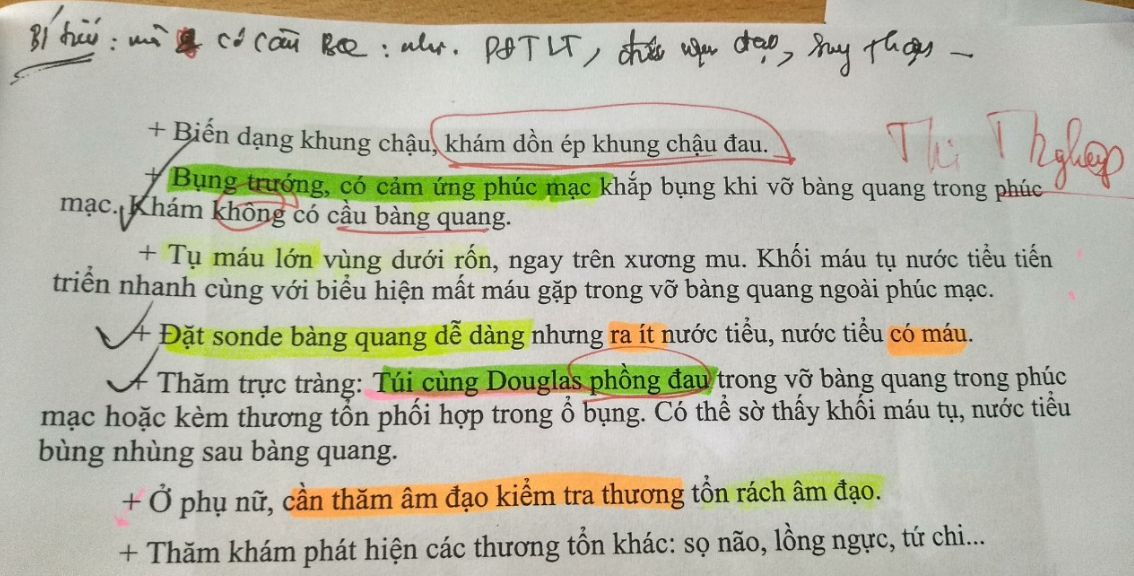 Bí tiểu: mà có cầu BQ: như. PĐTLT, chấn niệu đạo, suy thận
+ Biến dạng khung chậu, khám dồn ép khung chậu đau.
Thi Nghiệp
+ Bụng trướng, có cảm ứng phúc mạc khắp bụng khi vỡ bàng quang trong phúc
mạc. Khám không có cầu bàng quang.
+ Tụ máu lớn vùng dưới rốn, ngay trên xương mu. Khối máu tụ nước tiểu tiến
triển nhanh cùng với biểu hiện mất máu gặp trong vỡ bàng quang ngoài phúc mạc.
+ Đặt sonde bàng quang dễ dàng nhưng ra ít nước tiểu, nước tiểu có máu.
+ Thăm trực tràng: Túi cùng Douglas phồng đau trong vỡ bàng quang trong phúc
mạc hoặc kèm thương tổn phối hợp trong ổ bụng. Có thể sờ thấy khối máu tụ, nước tiểu
bùng nhùng sau bàng quang.
+ Ở phụ nữ, cần thăm âm đạo kiểm tra thương tổn rách âm đạo.
+ Thăm khám phát hiện các thương tổn khác: sọ não, lồng ngực, tứ chi...